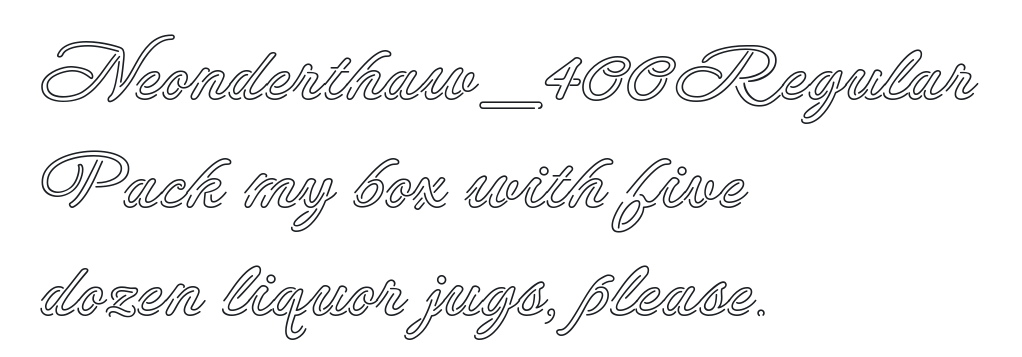 Neonderthaw_400Regular
Pack my box with five
dozen liquor jugs, please.